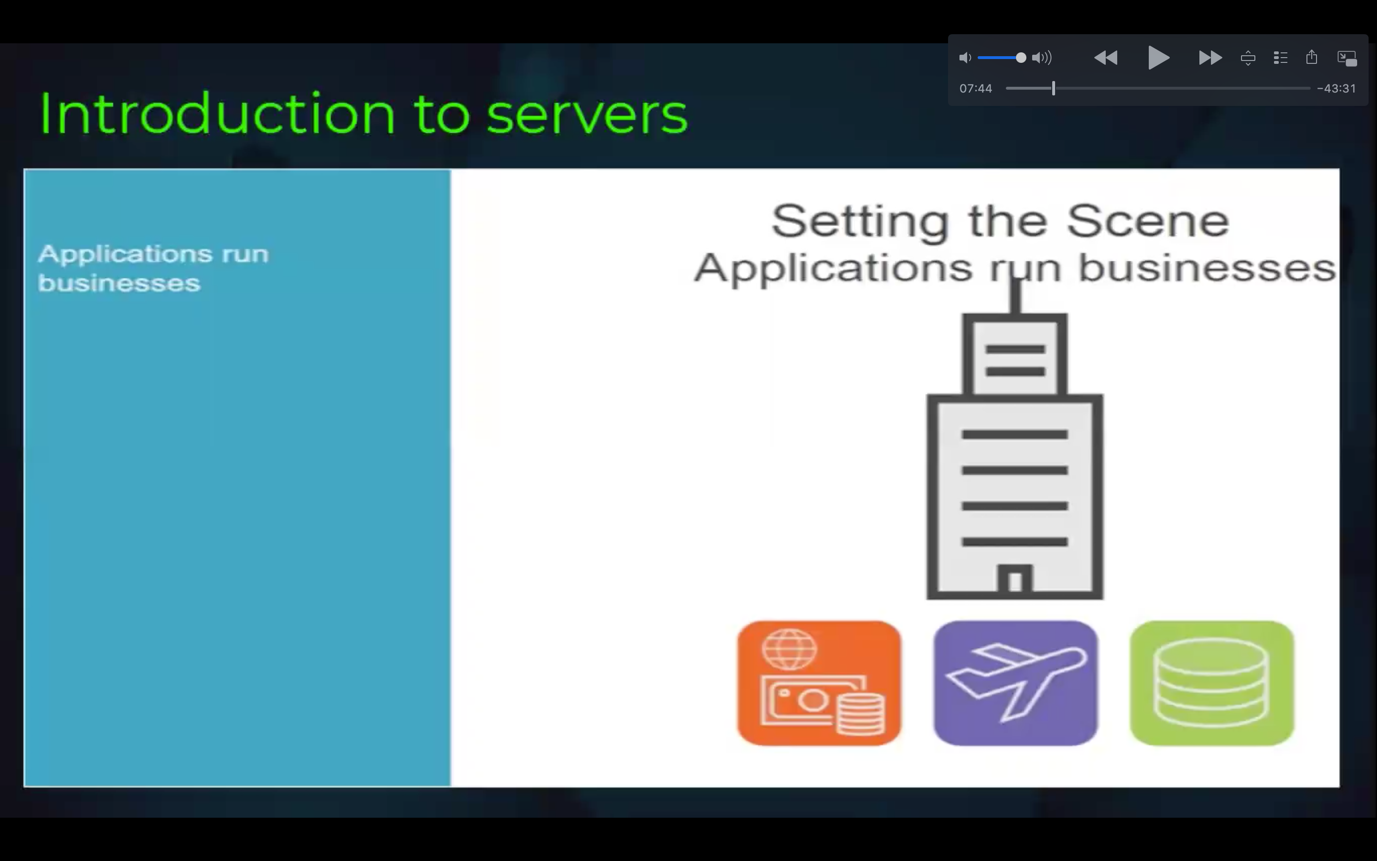 07:44
−43:31
Introduction to servers
Applications run
businesses
Setting the Scene
Applications run businesses